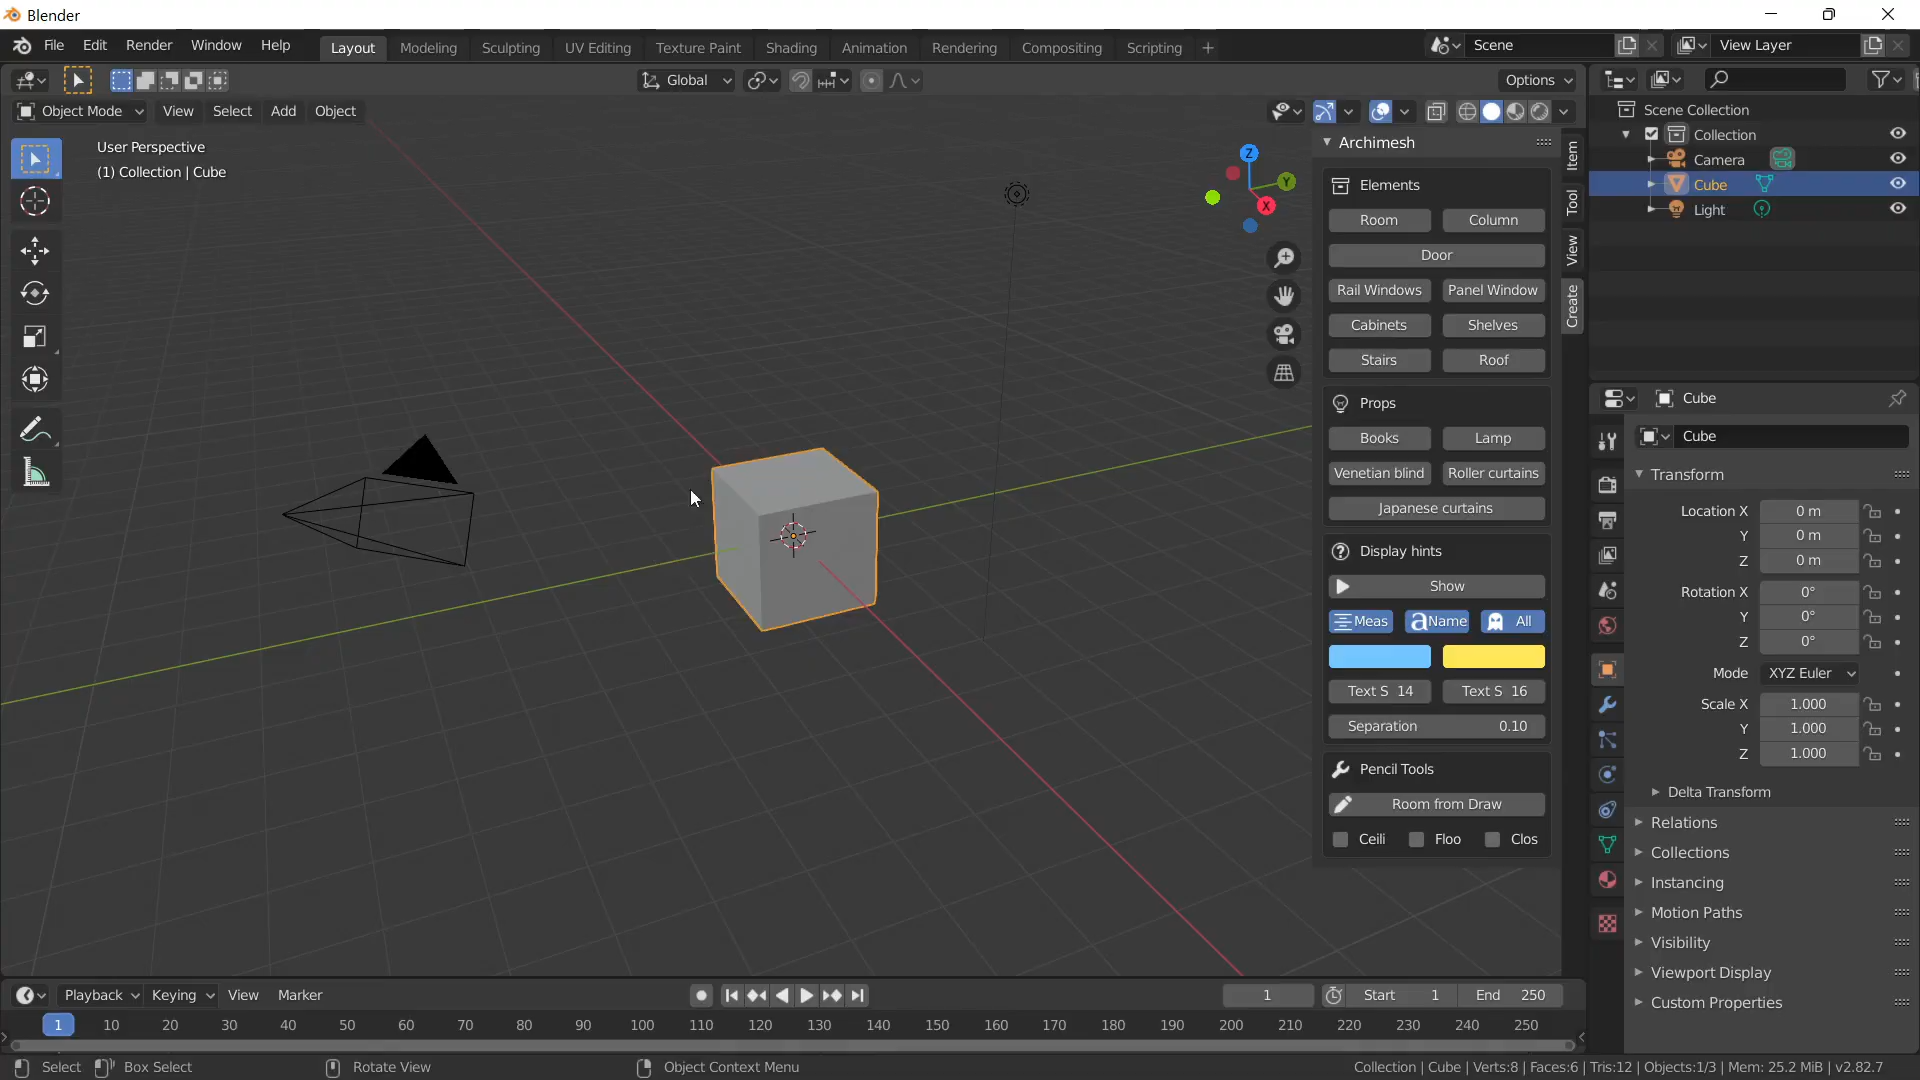 Blender
File Edit Render Window Help Layout Modeling Sculpting UV Editing Texture Paint Shading Animation Rendering Compositing Scripting + Scene View Layer
Global Options
Object Mode View Select Add Object
User Perspective
(1) Collection | Cube
Z
Y
X
Archimesh
Elements
Room Column
Door
Rail Windows Panel Window
Cabinets Shelves
Stairs Roof
Props
Books Lamp
Venetian blind Roller curtains
Japanese curtains
Display hints
Show
Meas Name All
Text S 14 Text S 16
Separation 0.10
Pencil Tools
Room from Draw
Ceili Floo Clos
Item
Tool
View
Create
Scene Collection
Collection
Camera
Cube
Light
Cube
Cube
Transform
Location X 0 m
Y 0 m
Z 0 m
Rotation X 0°
Y 0°
Z 0°
Mode XYZ Euler
Scale X 1.000
Y 1.000
Z 1.000
Delta Transform
Relations
Collections
Instancing
Motion Paths
Visibility
Viewport Display
Custom Properties
Playback Keying View Marker 1 Start 1 End 250
1 10 20 30 40 50 60 70 80 90 100 110 120 130 140 150 160 170 180 190 200 210 220 230 240 250
Select Box Select Rotate View Object Context Menu Collection | Cube | Verts:8 | Faces:6 | Tris:12 | Objects:1/3 | Mem: 25.2 MiB | v2.82.7